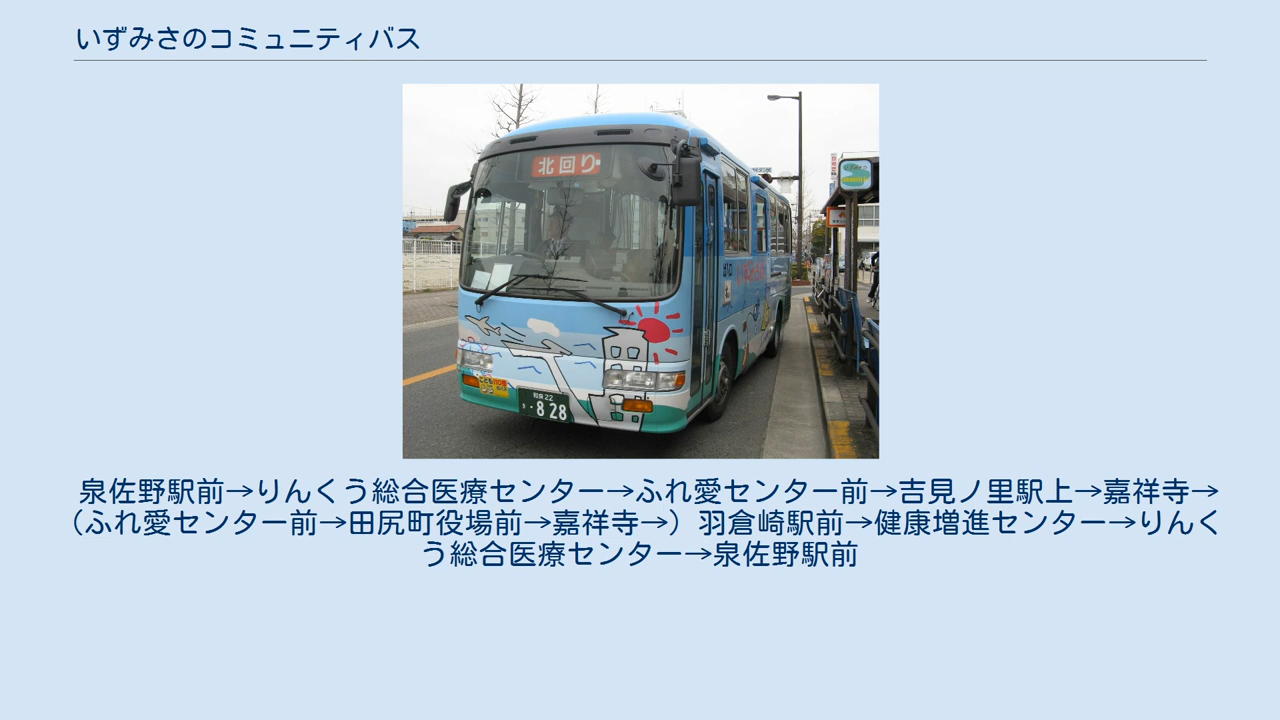 いずみさのコミュニティバス
北回り
和泉22
828
泉佐野駅前→りんくう総合医療センター→ふれ愛センター前→吉見ノ里駅上→嘉祥寺→
（ふれ愛センター前→田尻町役場前→嘉祥寺→）羽倉崎駅前→健康増進センター→りんく
う総合医療センター→泉佐野駅前